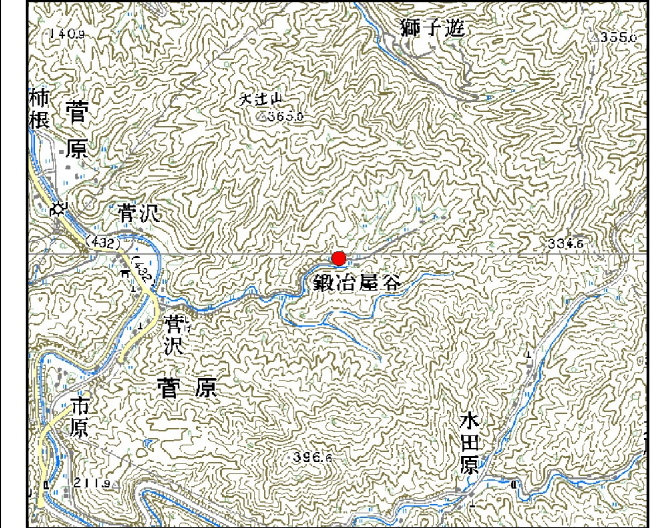 140.9
獅子遊
355.0
柿根
菅原
大辻山
365.0
菅沢
(432)
334.6
432
鍛冶屋谷
菅沢
菅原
市原
水田原
396.6
211.9